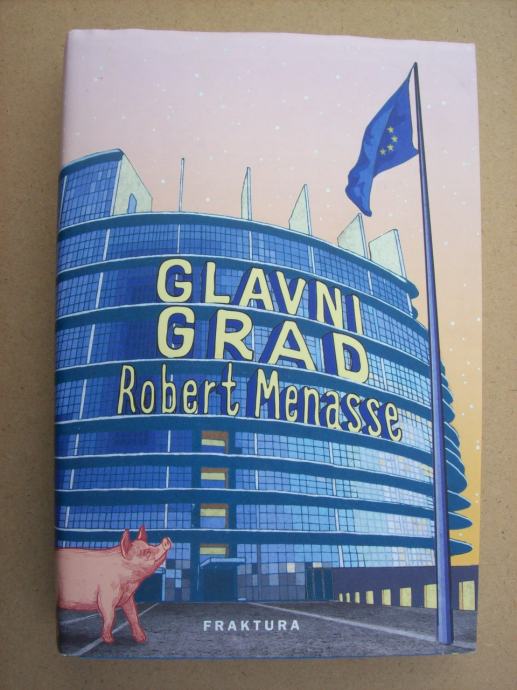 GLAVNI
GRAD
Robert Menasse
FRAKTURA